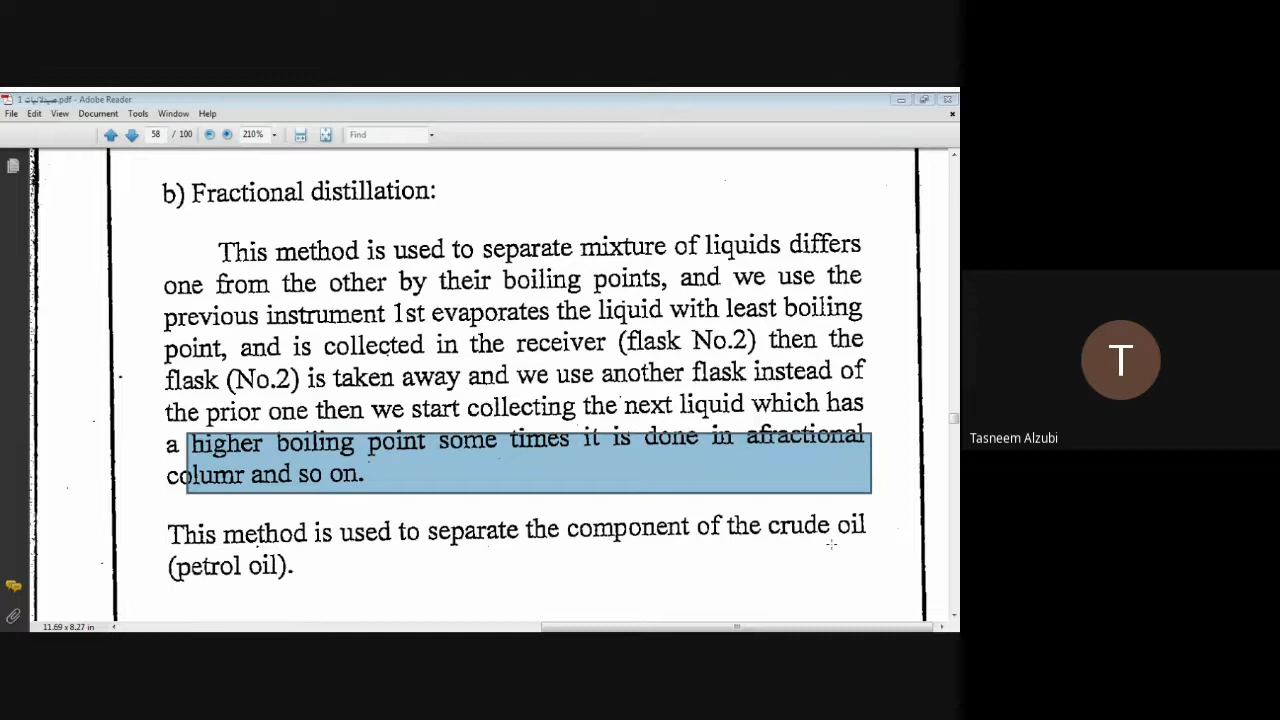 صيدلانيات 1.pdf - Adobe Reader
File Edit View Document Tools Window Help
58 / 100 210% Find
b) Fractional distillation:
This method is used to separate mixture of liquids differs
one from the other by their boiling points, and we use the
previous instrument 1st evaporates the liquid with least boiling
point, and is collected in the receiver (flask No.2) then the
flask (No.2) is taken away and we use another flask instead of
the prior one then we start collecting the next liquid which has
a higher boiling point some times it is done in afractional
columr and so on.
This method is used to separate the component of the crude oil
(petrol oil).
11.69 x 8.27 in
T
Tasneem Alzubi